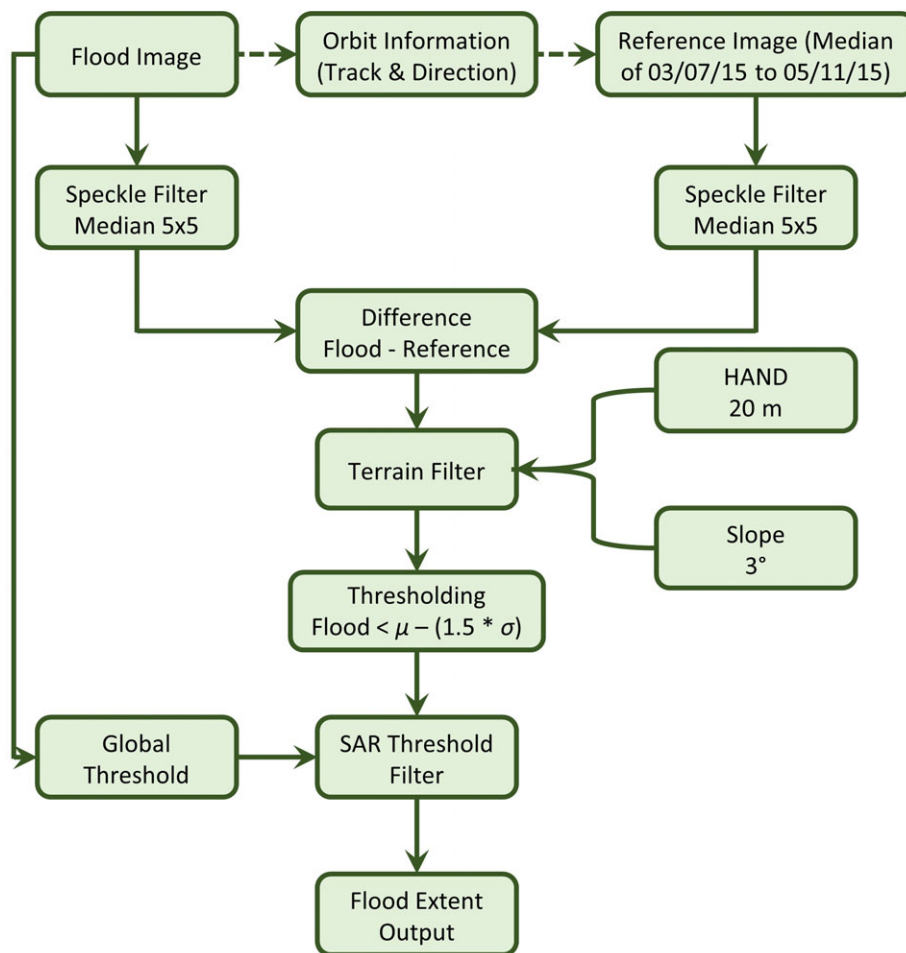 Flood Image
Orbit Information
(Track & Direction)
Reference Image (Median
of 03/07/15 to 05/11/15)
Speckle Filter
Median 5x5
Speckle Filter
Median 5x5
Difference
Flood - Reference
HAND
20 m
Terrain Filter
Slope
3°
Thresholding
Flood < μ – (1.5 * σ)
Global
Threshold
SAR Threshold
Filter
Flood Extent
Output